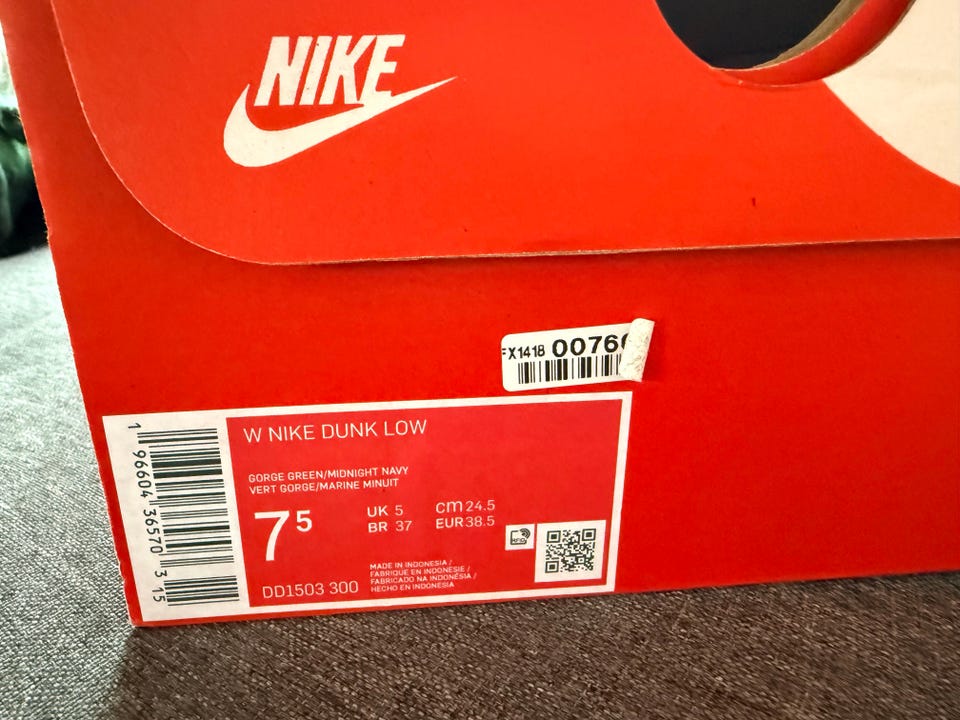 NIKE
FX1418 0076
W NIKE DUNK LOW
GORGE GREEN/MIDNIGHT NAVY
VERT GORGE/MARINE MINUIT
7⁵
UK 5
BR 37
cm 24.5
EUR 38.5
DD1503 300
MADE IN INDONESIA /
FABRIQUE EN INDONESIE /
FABRICADO NA INDONÉSIA /
HECHO EN INDONESIA
1 96604 36570 3 15